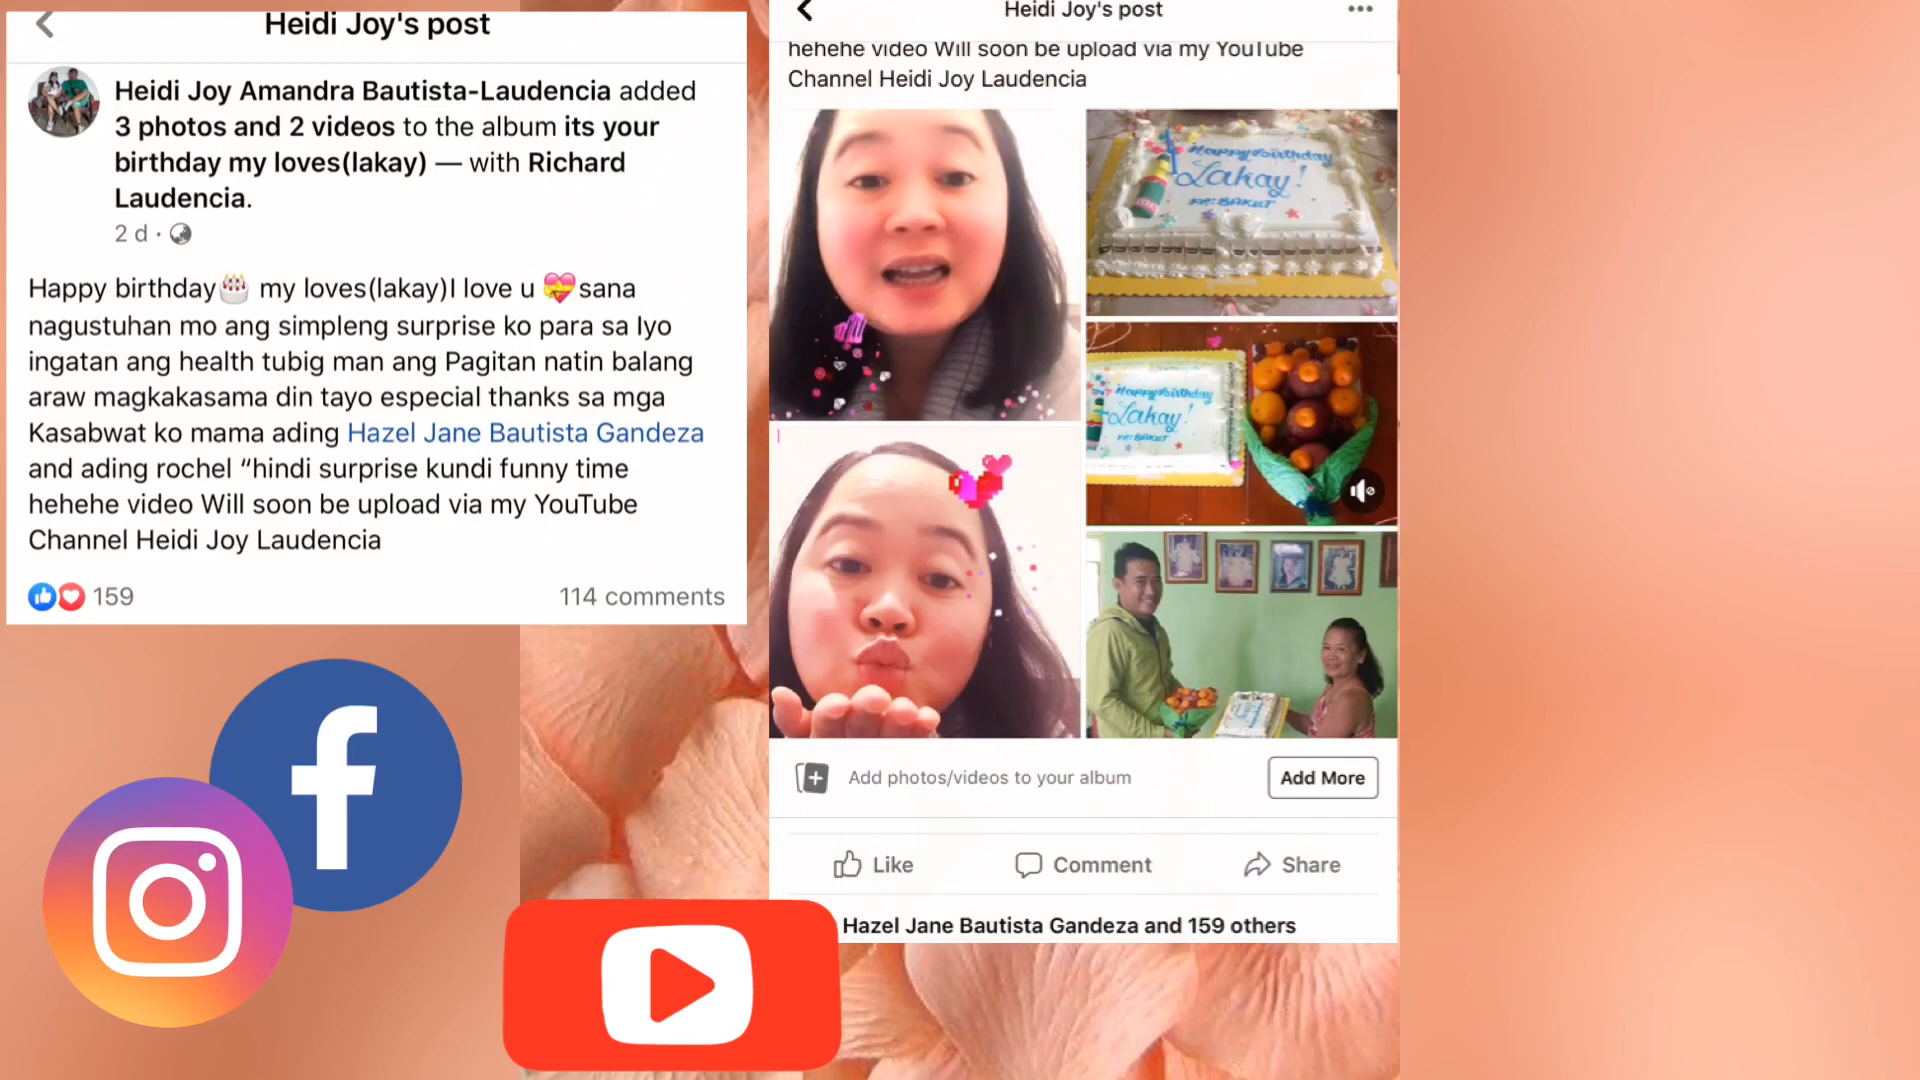 Heidi Joy's post
Heidi Joy Amandra Bautista-Laudencia added
3 photos and 2 videos to the album its your
birthday my loves(lakay) — with Richard
Laudencia.
2 d ·
Happy birthday🎂 my loves(lakay)I love u 💝sana
nagustuhan mo ang simpleng surprise ko para sa Iyo
ingatan ang health tubig man ang Pagitan natin balang
araw magkakasama din tayo especial thanks sa mga
Kasabwat ko mama ading Hazel Jane Bautista Gandeza
and ading rochel “hindi surprise kundi funny time
hehehe video Will soon be upload via my YouTube
Channel Heidi Joy Laudencia
159
114 comments
Heidi Joy's post
hehehe video Will soon be upload via my YouTube
Channel Heidi Joy Laudencia
Happy Birthday
Lakay!
Happy Birthday
Lakay!
Add photos/videos to your album
Add More
Like
Comment
Share
Hazel Jane Bautista Gandeza and 159 others